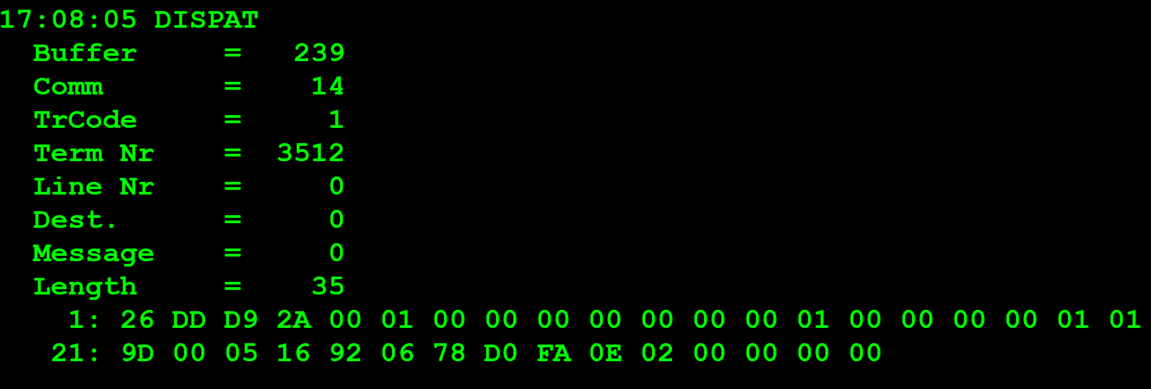 17:08:05 DISPAT
Buffer = 239
Comm = 14
TrCode = 1
Term Nr = 3512
Line Nr = 0
Dest. = 0
Message = 0
Length = 35
1: 26 DD D9 2A 00 01 00 00 00 00 00 00 00 01 00 00 00 00 01 01
21: 9D 00 05 16 92 06 78 D0 FA 0E 02 00 00 00 00